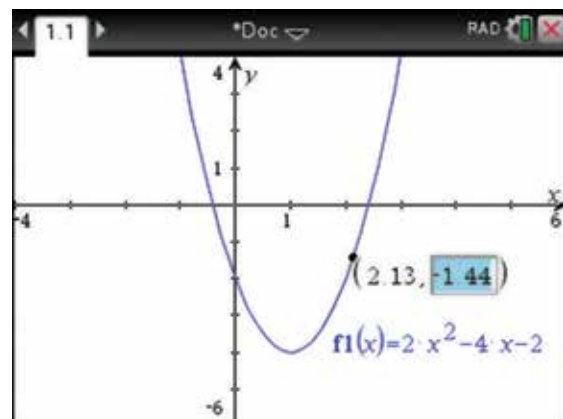 1.1 *Doc RAD
4 y
1
-4 1 x 6
(2.13, -1.44)
f1(x)=2·x²-4·x-2
-6